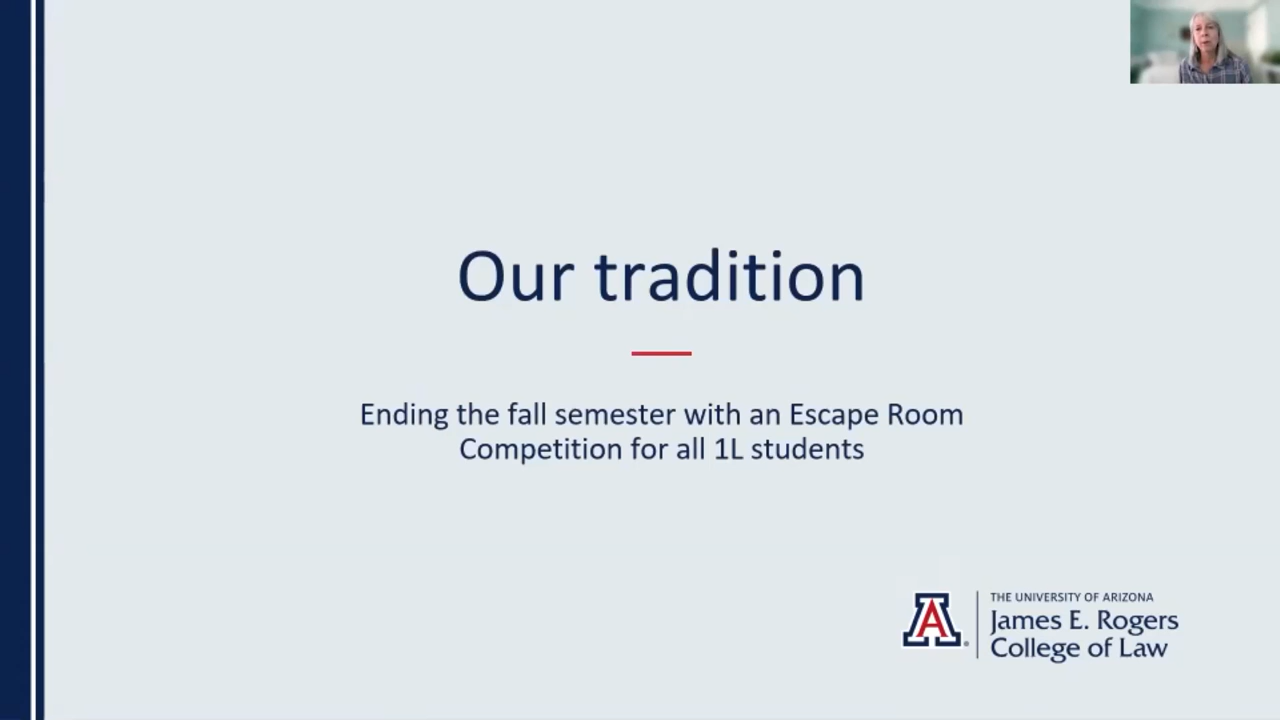 Our tradition
Ending the fall semester with an Escape Room
Competition for all 1L students
A
THE UNIVERSITY OF ARIZONA
James E. Rogers
College of Law